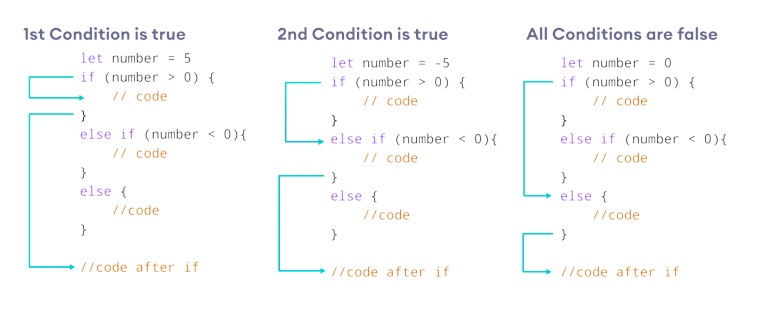 1st Condition is true
let number = 5
if (number > 0) {
// code
}
else if (number < 0){
// code
}
else {
//code
}
//code after if
2nd Condition is true
let number = -5
if (number > 0) {
// code
}
else if (number < 0){
// code
}
else {
//code
}
//code after if
All Conditions are false
let number = 0
if (number > 0) {
// code
}
else if (number < 0){
// code
}
else {
//code
}
//code after if